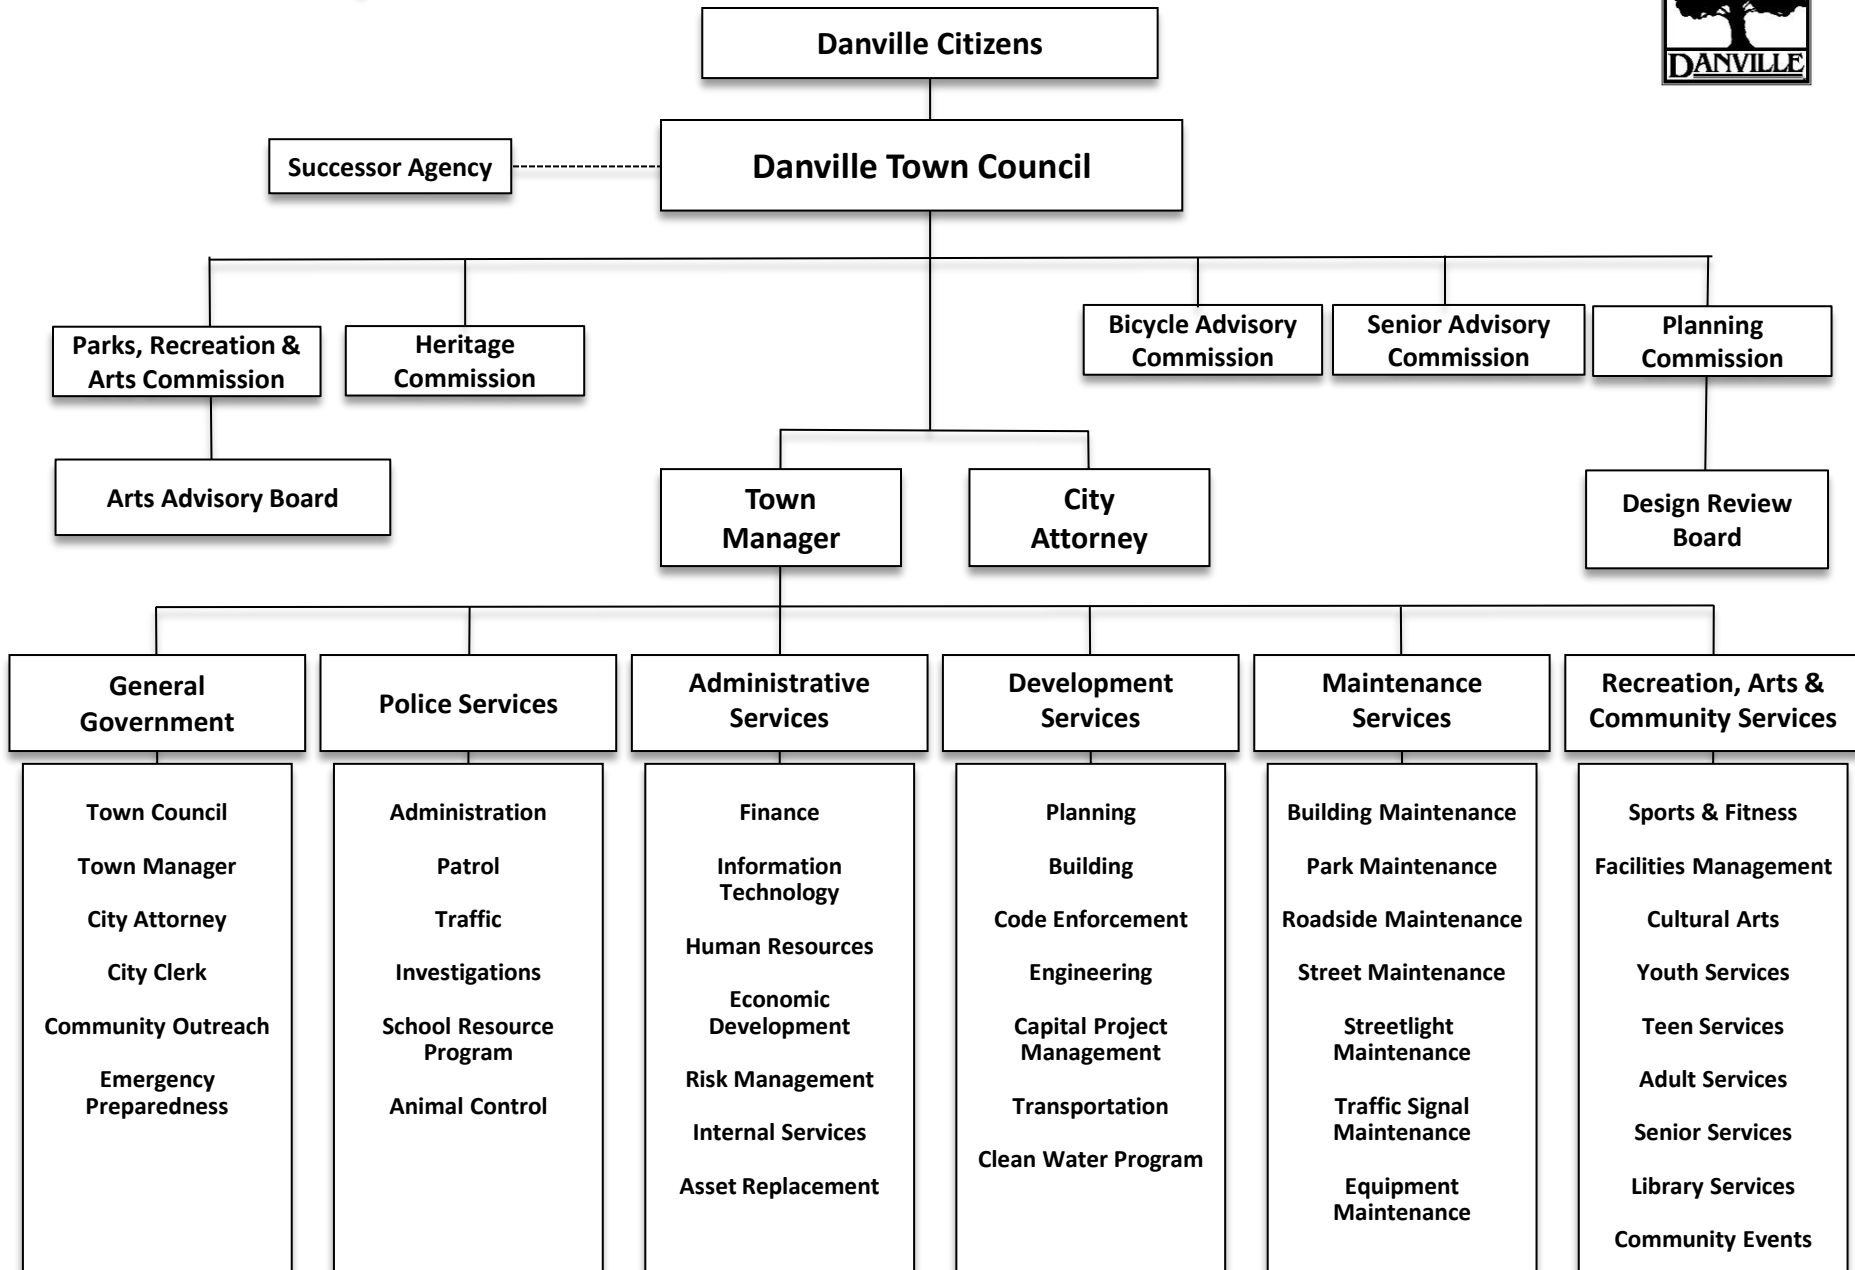 Danville Citizens
DANVILLE
Successor Agency
Danville Town Council
Parks, Recreation &
Arts Commission
Heritage
Commission
Bicycle Advisory
Commission
Senior Advisory
Commission
Planning
Commission
Arts Advisory Board
Town
Manager
City
Attorney
Design Review
Board
General
Government
Police Services
Administrative
Services
Development
Services
Maintenance
Services
Recreation, Arts &
Community Services
Town Council
Town Manager
City Attorney
City Clerk
Community Outreach
Emergency
Preparedness
Administration
Patrol
Traffic
Investigations
School Resource
Program
Animal Control
Finance
Information
Technology
Human Resources
Economic
Development
Risk Management
Internal Services
Asset Replacement
Planning
Building
Code Enforcement
Engineering
Capital Project
Management
Transportation
Clean Water Program
Building Maintenance
Park Maintenance
Roadside Maintenance
Street Maintenance
Streetlight
Maintenance
Traffic Signal
Maintenance
Equipment
Maintenance
Sports & Fitness
Facilities Management
Cultural Arts
Youth Services
Teen Services
Adult Services
Senior Services
Library Services
Community Events